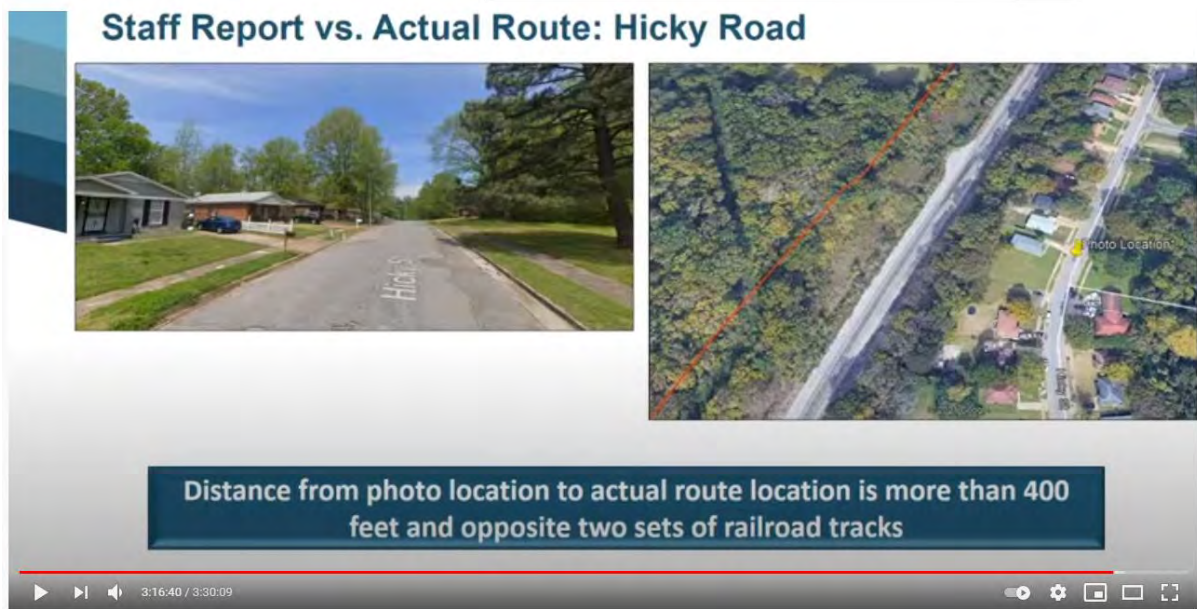 Staff Report vs. Actual Route: Hicky Road
Photo Location
Distance from photo location to actual route location is more than 400
feet and opposite two sets of railroad tracks
3:16:40 / 3:30:09